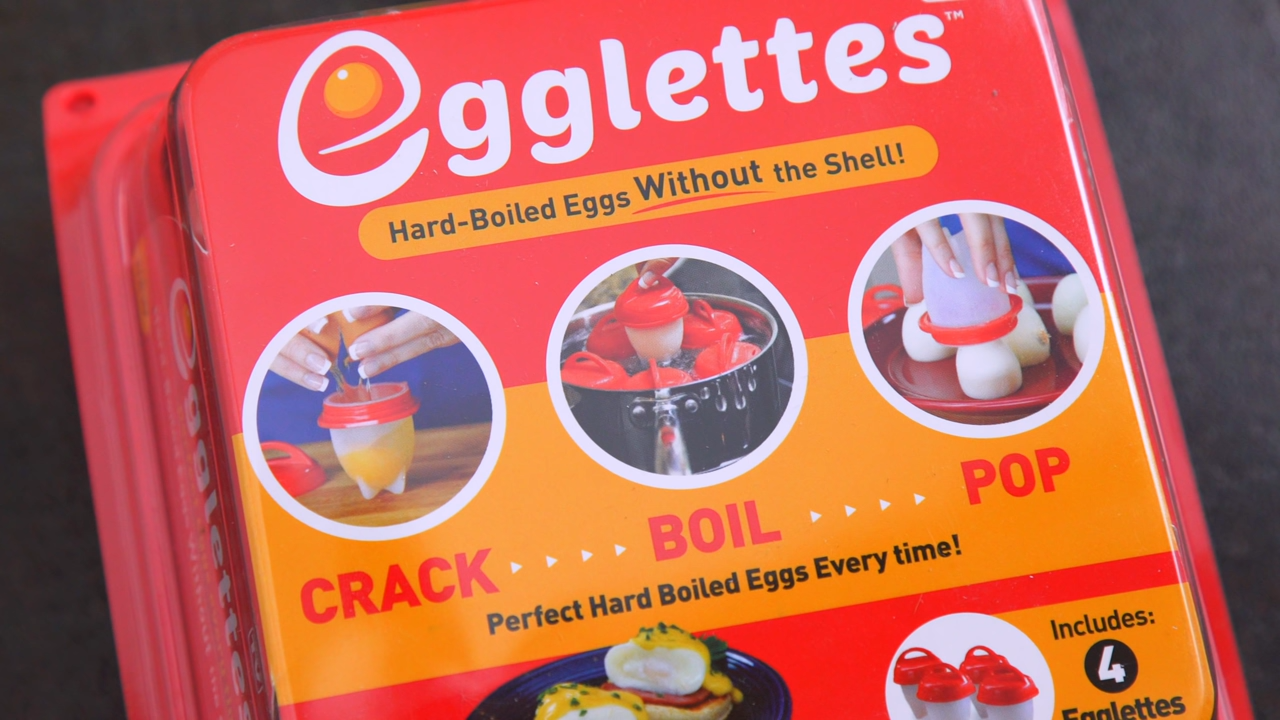 Egglettes™
Hard-Boiled Eggs Without the Shell!
CRACK
BOIL
POP
Perfect Hard Boiled Eggs Every time!
Includes:
4
Egglettes
Egglettes